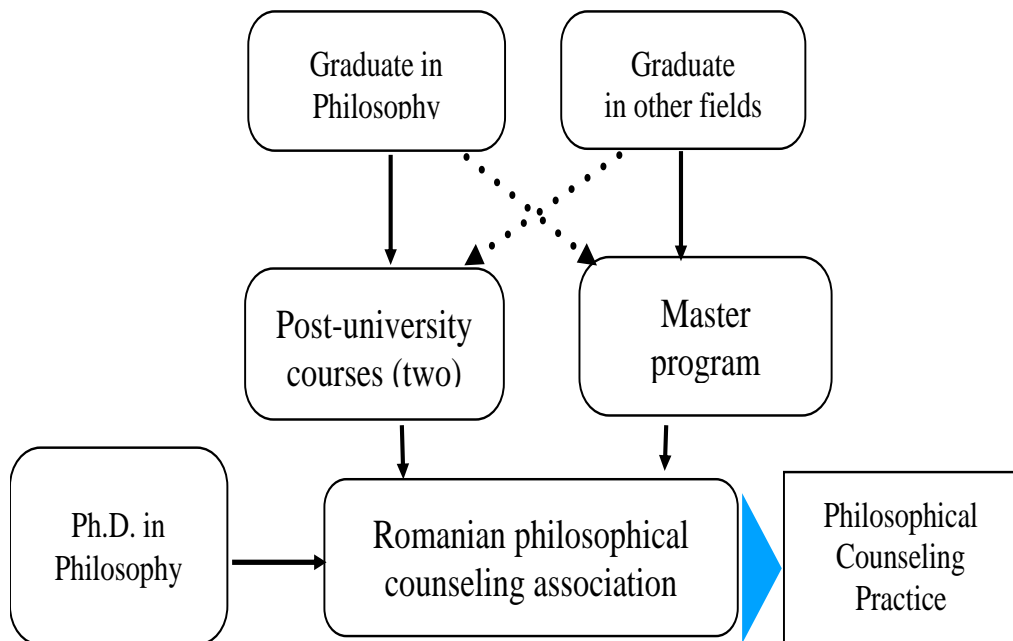 Graduate in
Philosophy
Graduate
in other fields
Post-university
courses (two)
Master
program
Ph.D. in
Philosophy
Romanian philosophical
counseling association
Philosophical
Counseling
Practice